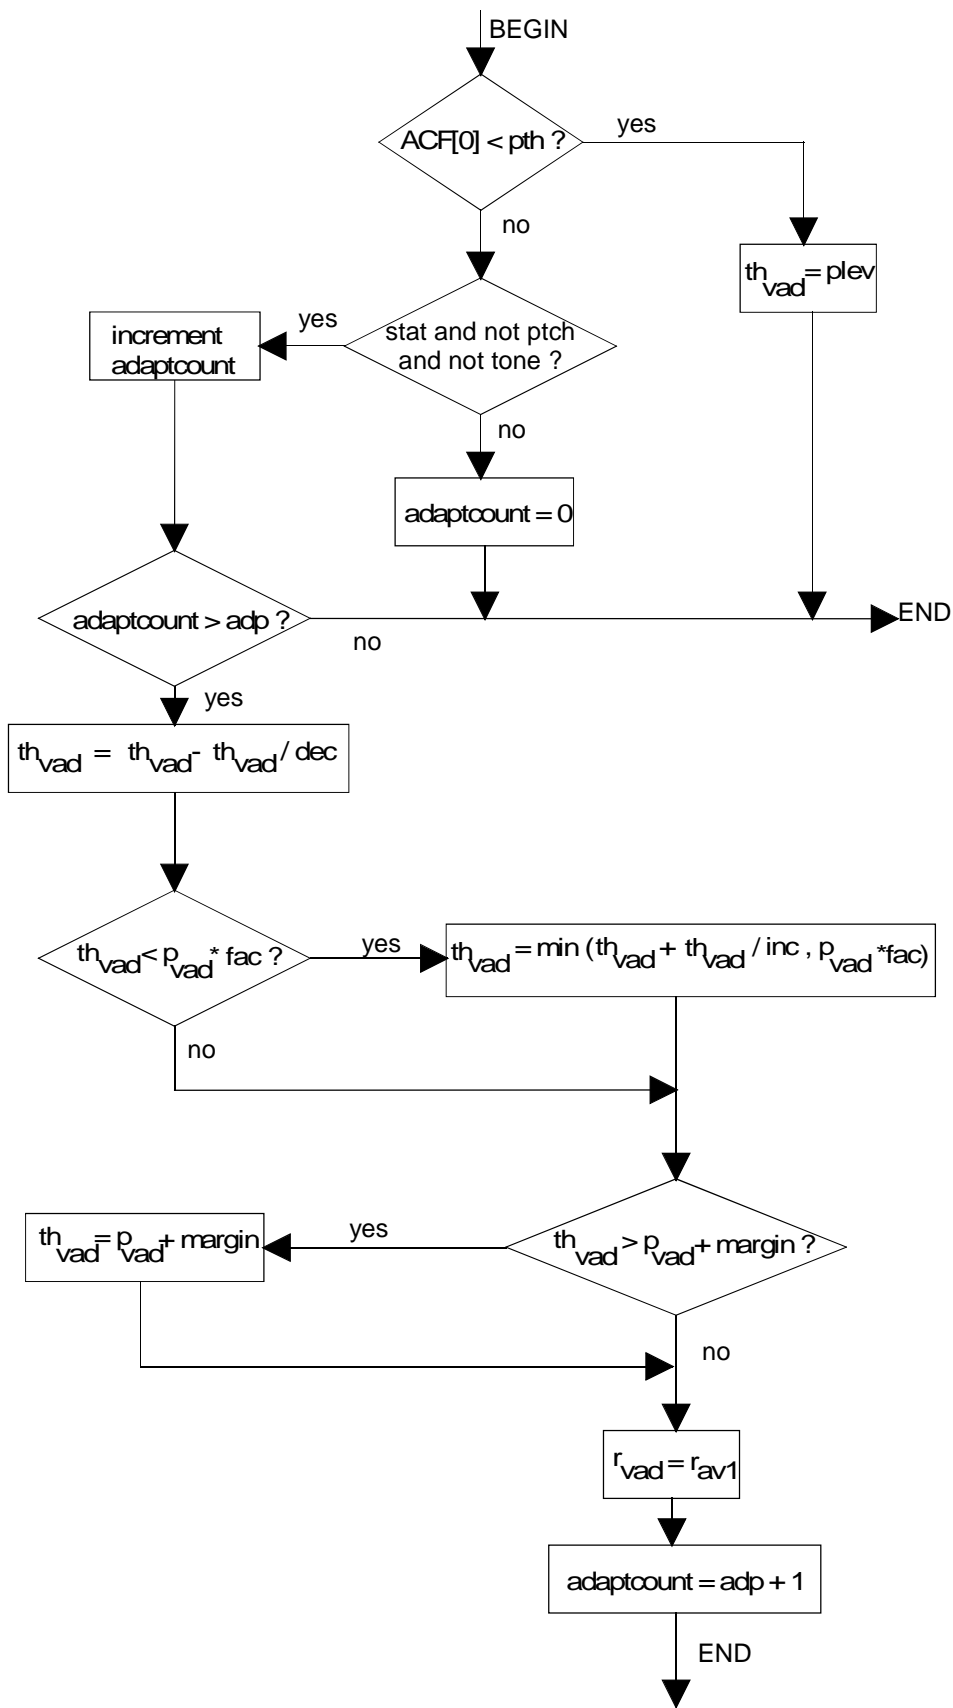 BEGIN
ACF[0] < pth ?
yes
no
th_vad = plev
stat and not ptch
and not tone ?
yes
increment
adaptcount
no
adaptcount = 0
adaptcount > adp ?
no
END
yes
th_vad = th_vad - th_vad / dec
th_vad < p_vad * fac ?
yes
th_vad = min ( th_vad + th_vad / inc , p_vad *fac)
no
th_vad > p_vad + margin ?
yes
th_vad = p_vad + margin
no
r_vad = r_av1
adaptcount = adp + 1
END